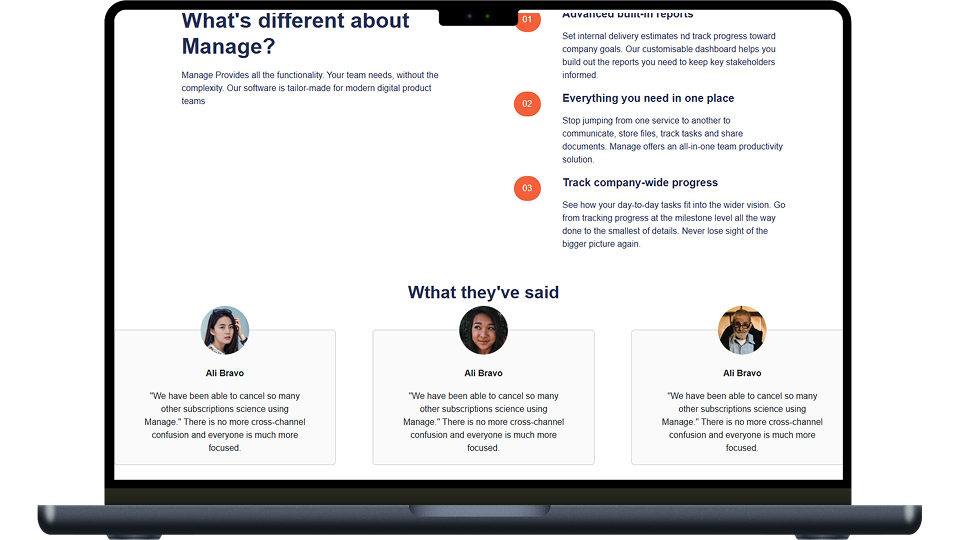 What's different about
Manage?
Manage Provides all the functionality. Your team needs, without the
complexity. Our software is tailor-made for modern digital product
teams
01
Advanced built-in reports
Set internal delivery estimates nd track progress toward
company goals. Our customisable dashboard helps you
build out the reports you need to keep key stakeholders
informed.
02
Everything you need in one place
Stop jumping from one service to another to
communicate, store files, track tasks and share
documents. Manage offers an all-in-one team productivity
solution.
03
Track company-wide progress
See how your day-to-day tasks fit into the wider vision. Go
from tracking progress at the milestone level all the way
done to the smallest of details. Never lose sight of the
bigger picture again.
Wthat they've said
Ali Bravo
"We have been able to cancel so many
other subscriptions science using
Manage." There is no more cross-channel
confusion and everyone is much more
focused.
Ali Bravo
"We have been able to cancel so many
other subscriptions science using
Manage." There is no more cross-channel
confusion and everyone is much more
focused.
Ali Bravo
"We have been able to cancel so many
other subscriptions science using
Manage." There is no more cross-channel
confusion and everyone is much more
focused.